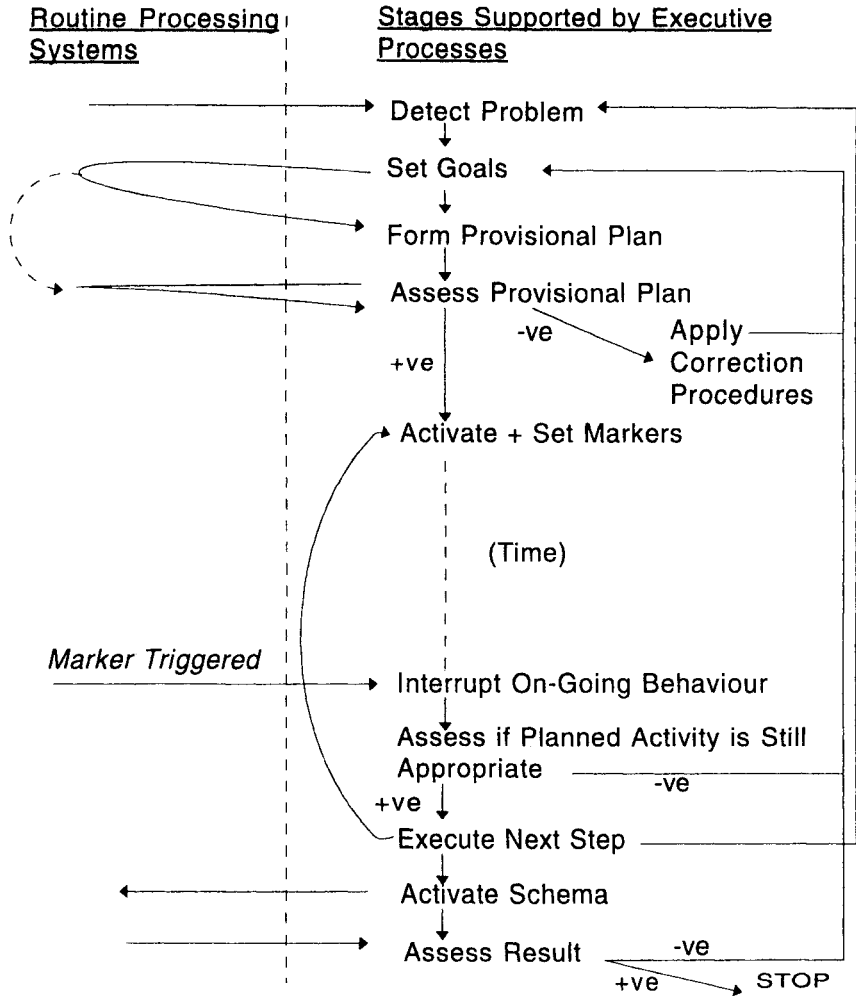 Routine Processing
Systems
Stages Supported by Executive
Processes
Detect Problem
Set Goals
Form Provisional Plan
Assess Provisional Plan
-ve
Apply
Correction
Procedures
+ve
Activate + Set Markers
(Time)
Marker Triggered
Interrupt On-Going Behaviour
Assess if Planned Activity is Still
Appropriate
-ve
+ve
Execute Next Step
Activate Schema
Assess Result
-ve
+ve
STOP